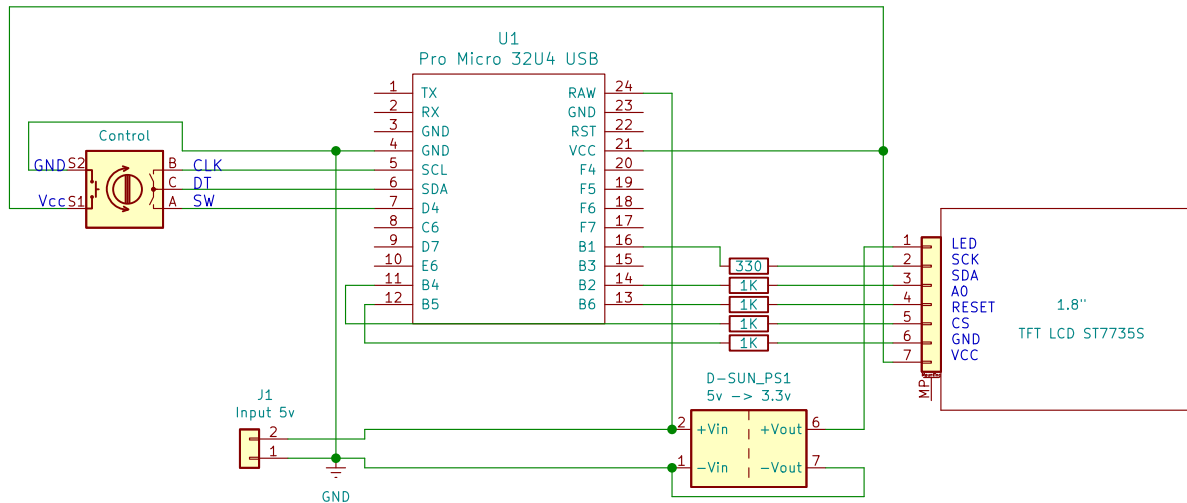 U1
Pro Micro 32U4 USB
1 TX RAW 24
2 RX GND 23
3 GND RST 22
4 GND VCC 21
5 SCL F4 20
6 SDA F5 19
7 D4 F6 18
8 C6 F7 17
9 D7 B1 16
10 E6 B3 15
11 B4 B2 14
12 B5 B6 13
Control
GND S2 B CLK
C DT
Vcc S1 A SW
330
1K
1K
1K
1K
1 LED
2 SCK
3 SDA
4 A0
5 RESET
6 CS
7 GND
VCC
MP
1.8"
TFT LCD ST7735S
D-SUN_PS1
5v -> 3.3v
2 +Vin +Vout 6
1 -Vin -Vout 7
J1
Input 5v
2
1
GND